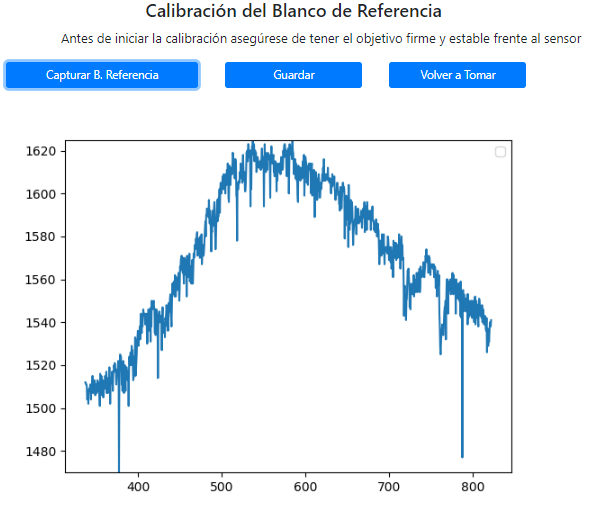 Calibración del Blanco de Referencia
Antes de iniciar la calibración asegúrese de tener el objetivo firme y estable frente al sensor
Capturar B. Referencia Guardar Volver a Tomar
1620
1600
1580
1560
1540
1520
1500
1480
400 500 600 700 800